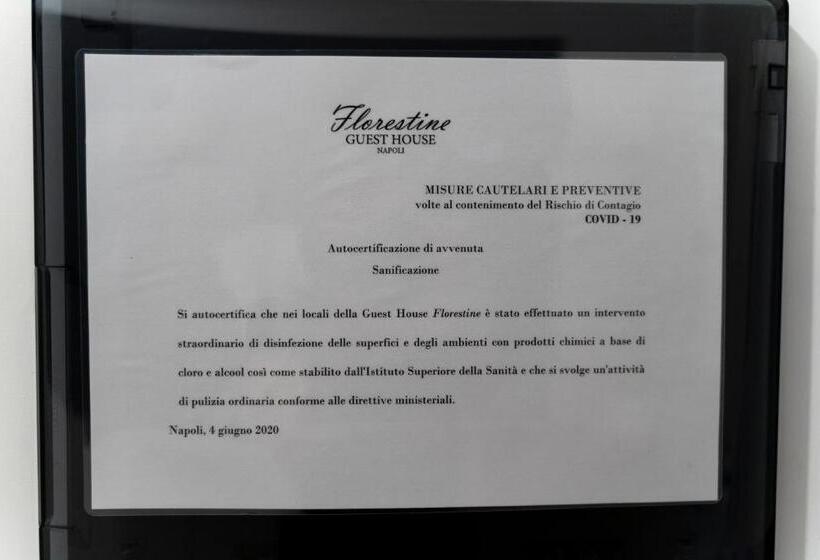 Florestine
GUEST HOUSE
NAPOLI
MISURE CAUTELARI E PREVENTIVE
volte al contenimento del Rischio di Contagio
COVID - 19
Autocertificazione di avvenuta
Sanificazione
Si autocertifica che nei locali della Guest House Florestine è stato effettuato un intervento
straordinario di disinfezione delle superfici e degli ambienti con prodotti chimici a base di
cloro e alcool così come stabilito dall'Istituto Superiore della Sanità e che si svolge un'attività
di pulizia ordinaria conforme alle direttive ministeriali.
Napoli, 4 giugno 2020